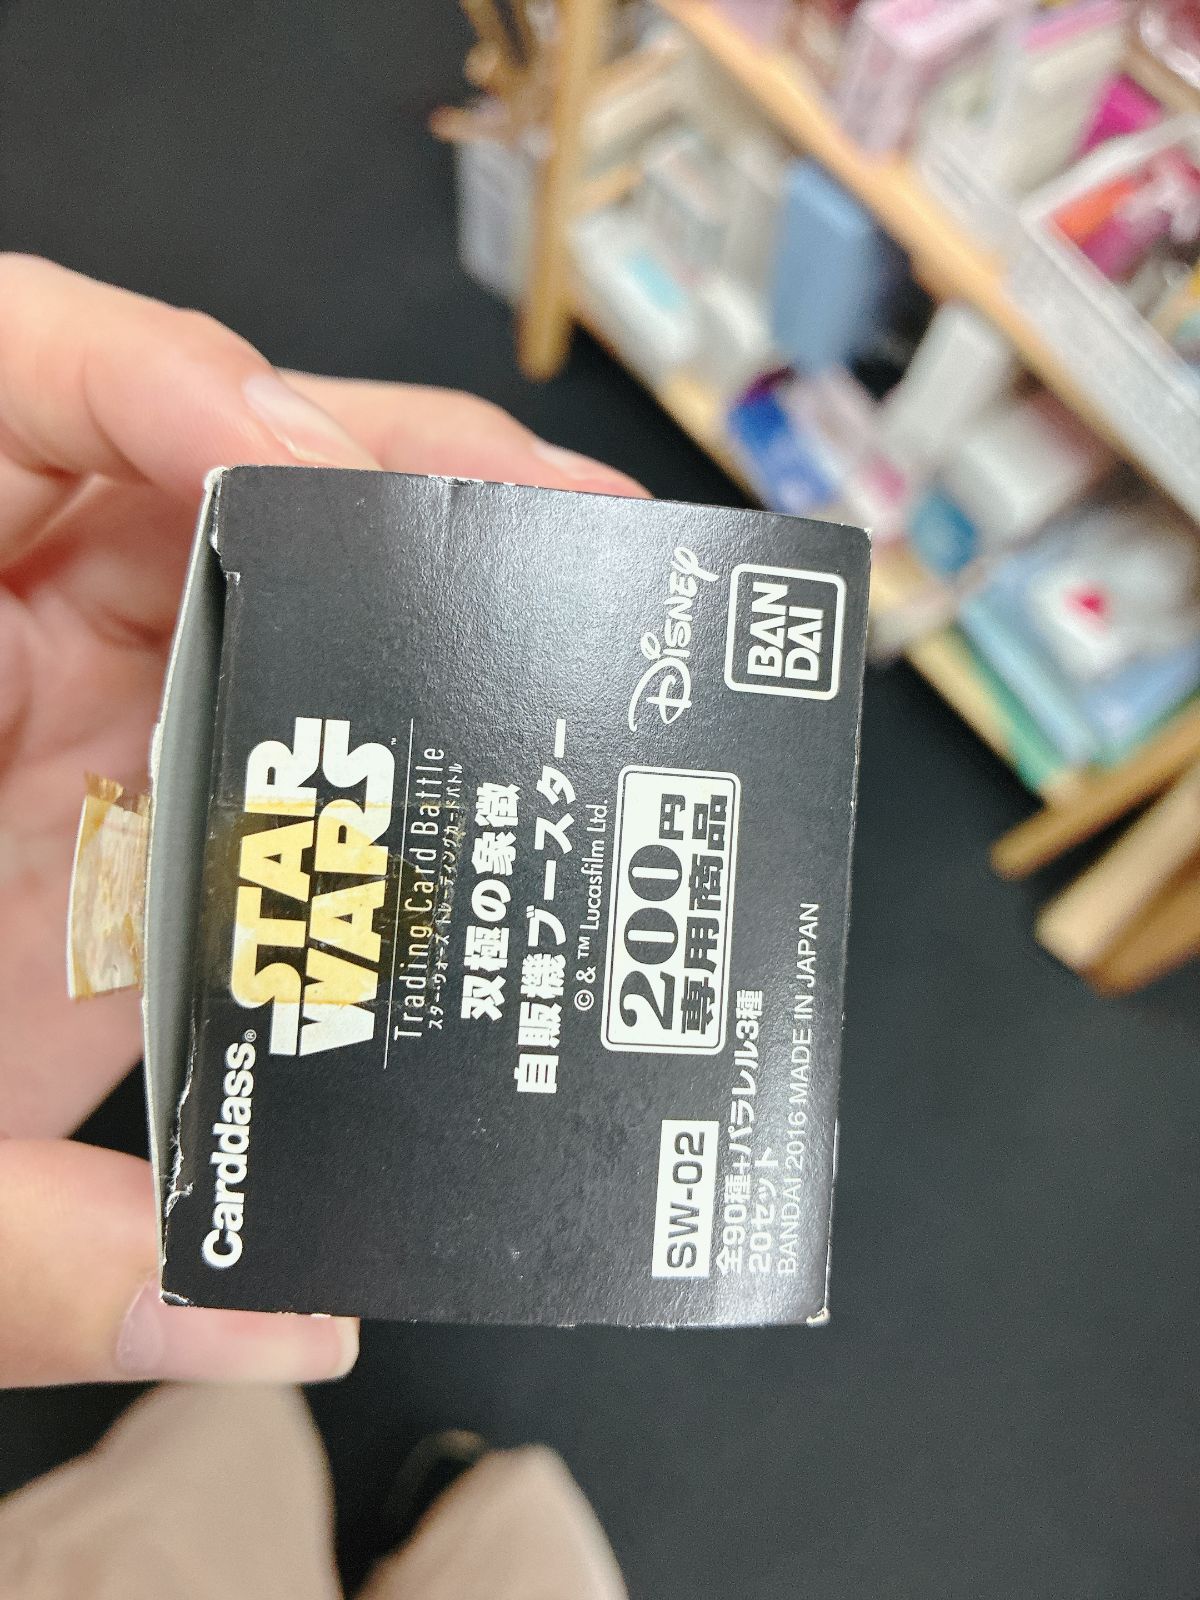 Carddass®
STAR
WARS™
Trading Card Battle
スター・ウォーズ トレーディングカードバトル
双極の象徴
自販機ブースター
© & ™ Lucasfilm Ltd.
200円
専用商品
Disney
BAN
DAI
SW-02
全90種+パラレル3種
20セット
BANDAI 2016 MADE IN JAPAN